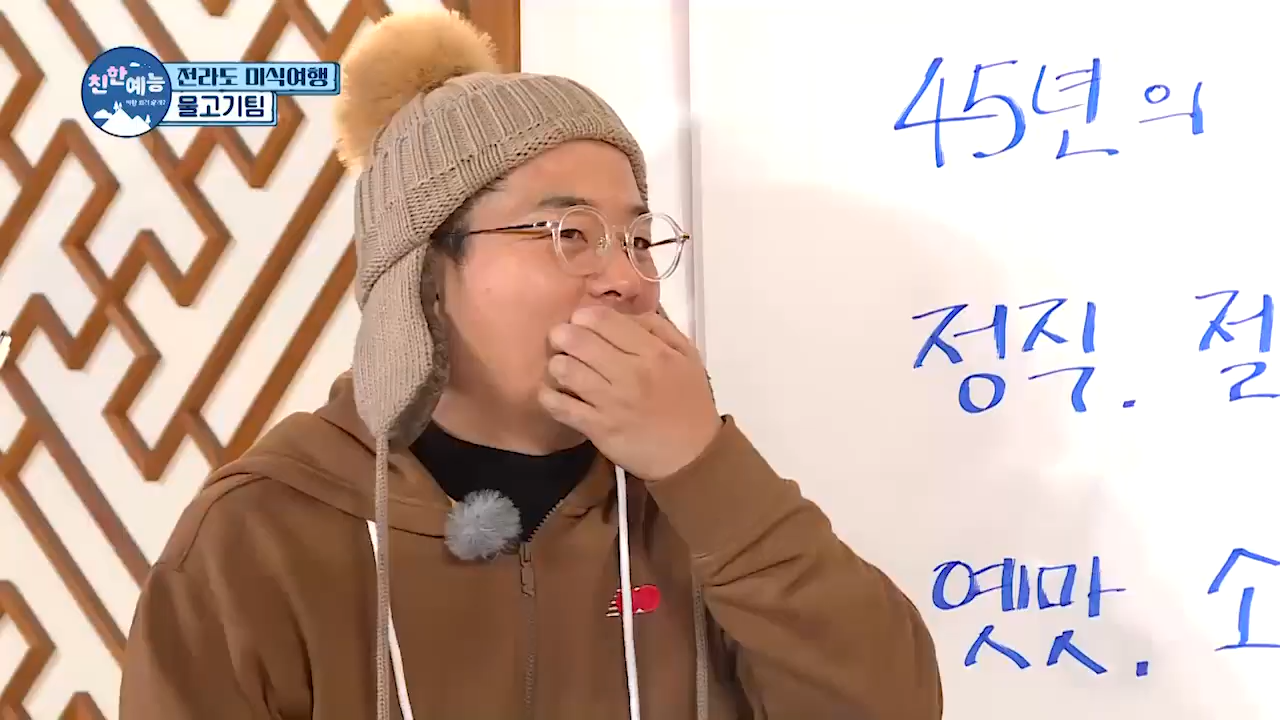 친한예능
전라도 미식여행
물고기팀
45년의
정직. 절
옛맛. 소